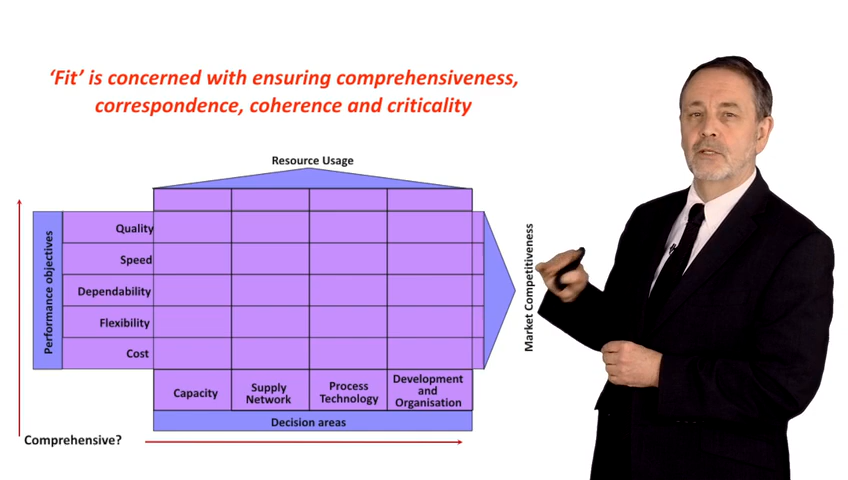 ‘Fit’ is concerned with ensuring comprehensiveness,
correspondence, coherence and criticality
Resource Usage
Performance objectives
Quality
Speed
Dependability
Flexibility
Cost
Market Competitiveness
Capacity
Supply
Network
Process
Technology
Development
and
Organisation
Decision areas
Comprehensive?